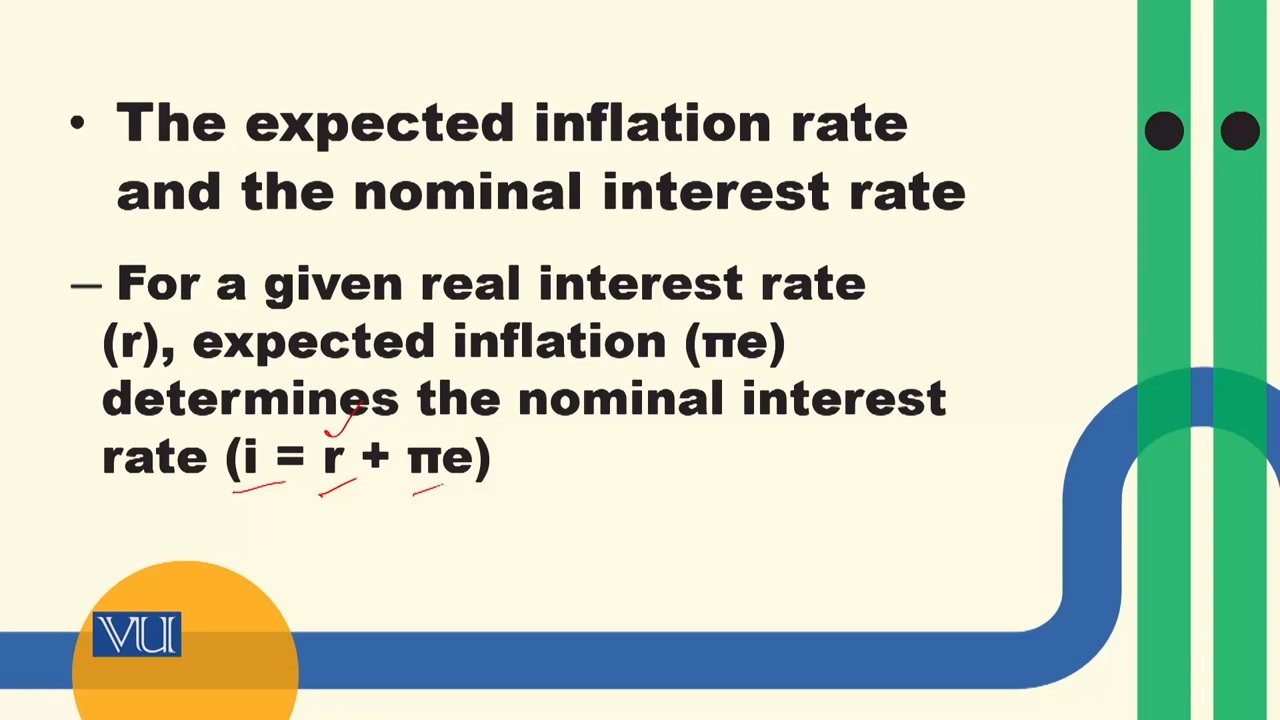 • The expected inflation rate
and the nominal interest rate
– For a given real interest rate
(r), expected inflation (πe)
determines the nominal interest
rate (i = r + πe)
VU